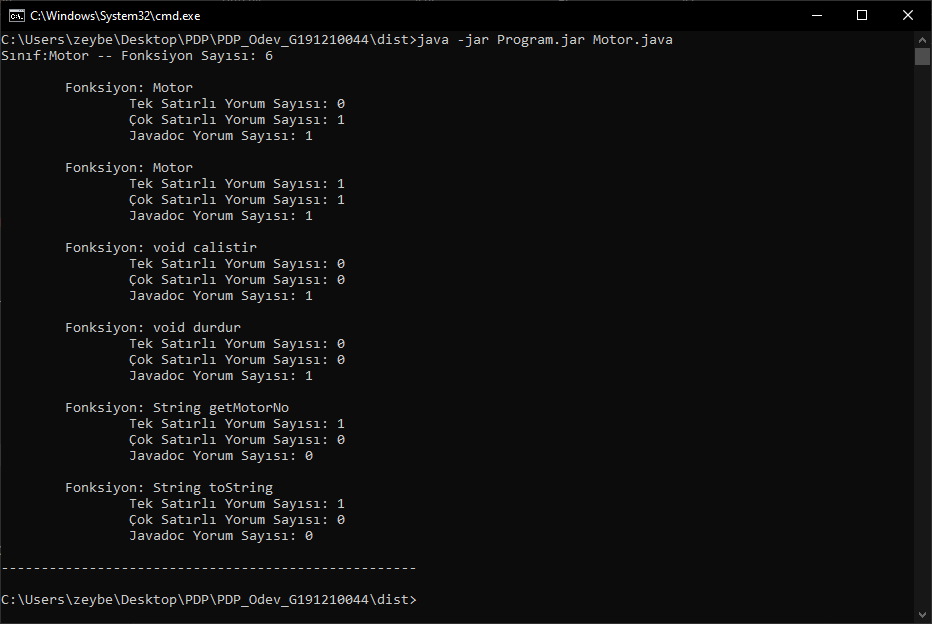 C:\Windows\System32\cmd.exe
C:\Users\zeybe\Desktop\PDP\PDP_Odev_G191210044\dist>java -jar Program.jar Motor.java
Sınıf:Motor -- Fonksiyon Sayısı: 6
Fonksiyon: Motor
Tek Satırlı Yorum Sayısı: 0
Çok Satırlı Yorum Sayısı: 1
Javadoc Yorum Sayısı: 1
Fonksiyon: Motor
Tek Satırlı Yorum Sayısı: 1
Çok Satırlı Yorum Sayısı: 1
Javadoc Yorum Sayısı: 1
Fonksiyon: void calistir
Tek Satırlı Yorum Sayısı: 0
Çok Satırlı Yorum Sayısı: 0
Javadoc Yorum Sayısı: 1
Fonksiyon: void durdur
Tek Satırlı Yorum Sayısı: 0
Çok Satırlı Yorum Sayısı: 0
Javadoc Yorum Sayısı: 1
Fonksiyon: String getMotorNo
Tek Satırlı Yorum Sayısı: 1
Çok Satırlı Yorum Sayısı: 0
Javadoc Yorum Sayısı: 0
Fonksiyon: String toString
Tek Satırlı Yorum Sayısı: 1
Çok Satırlı Yorum Sayısı: 0
Javadoc Yorum Sayısı: 0
----------------------------------------------------
C:\Users\zeybe\Desktop\PDP\PDP_Odev_G191210044\dist>